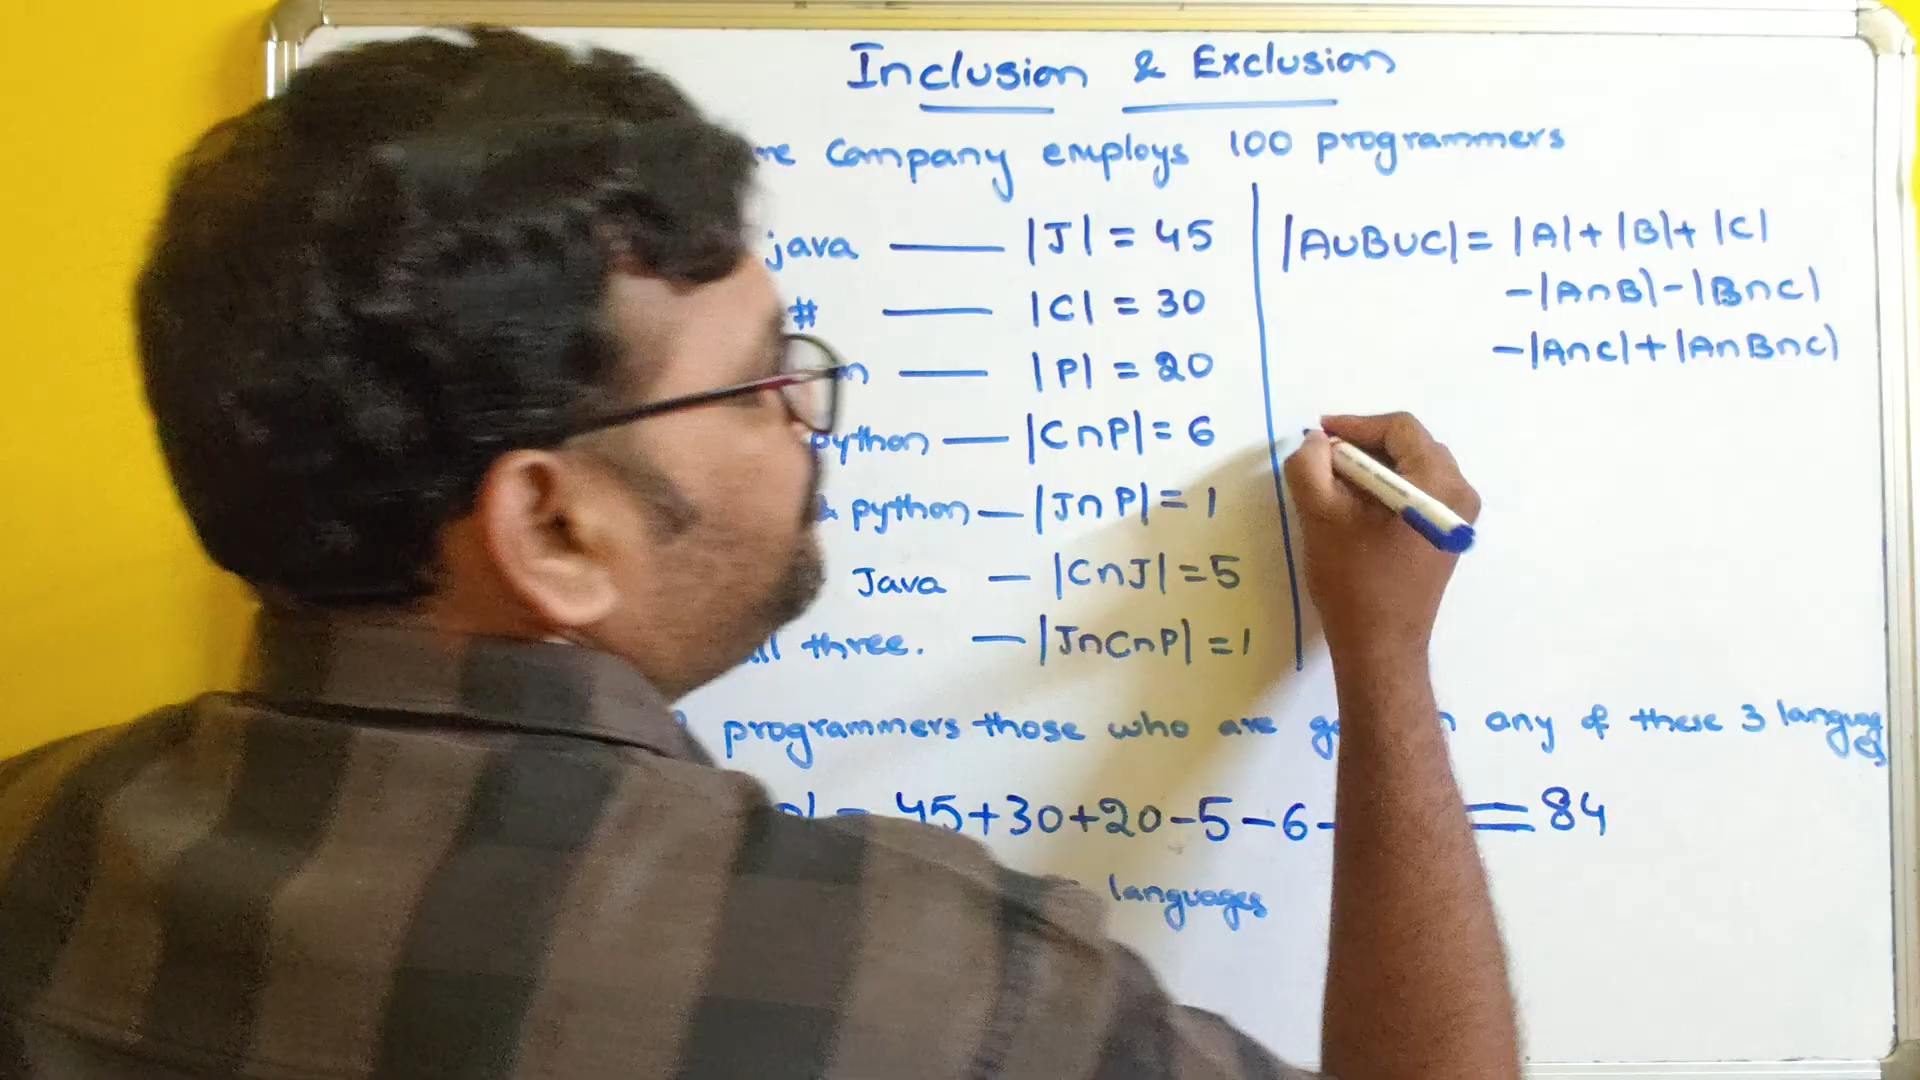 Inclusion & Exclusion
Company employs 100 programmers
java —— |J| = 45
# —— |C| = 30
—— |P| = 20
python — |C∩P| = 6
& python — |J∩P| = 1
Java — |C∩J| = 5
three. — |J∩C∩P| = 1
|A∪B∪C| = |A| + |B| + |C|
-|A∩B| - |B∩C|
-|A∩C| + |A∩B∩C|
programmers those who are any of these 3 languages
45+30+20-5-6- = 84
languages